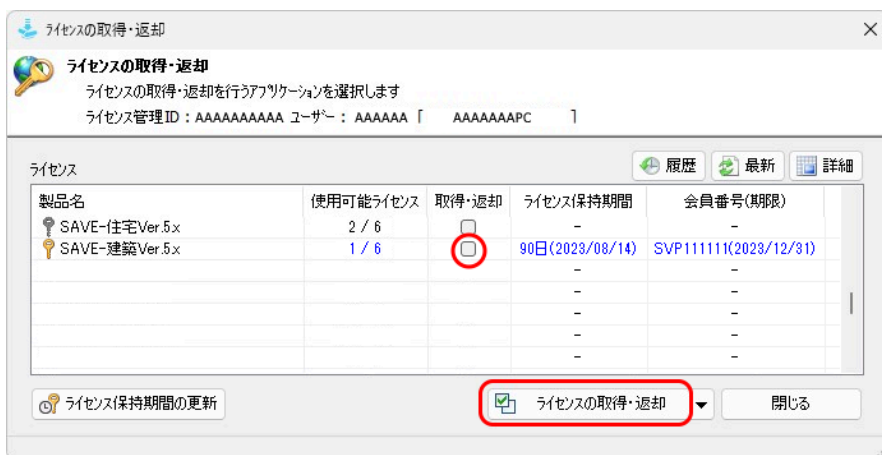 ライセンスの取得・返却
ライセンスの取得・返却
ライセンスの取得・返却を行うアプリケーションを選択します
ライセンス管理ID：AAAAAAAAAA ユーザー： AAAAAA [ AAAAAAAPC ]
ライセンス 履歴 最新 詳細
製品名 使用可能ライセンス 取得・返却 ライセンス保持期間 会員番号(期限)
SAVE-住宅Ver.5x 2 / 6 - -
SAVE-建築Ver.5x 1 / 6 90日(2023/08/14) SVP111111(2023/12/31)
- -
- -
- -
- -
- -
ライセンス保持期間の更新 ライセンスの取得・返却 閉じる